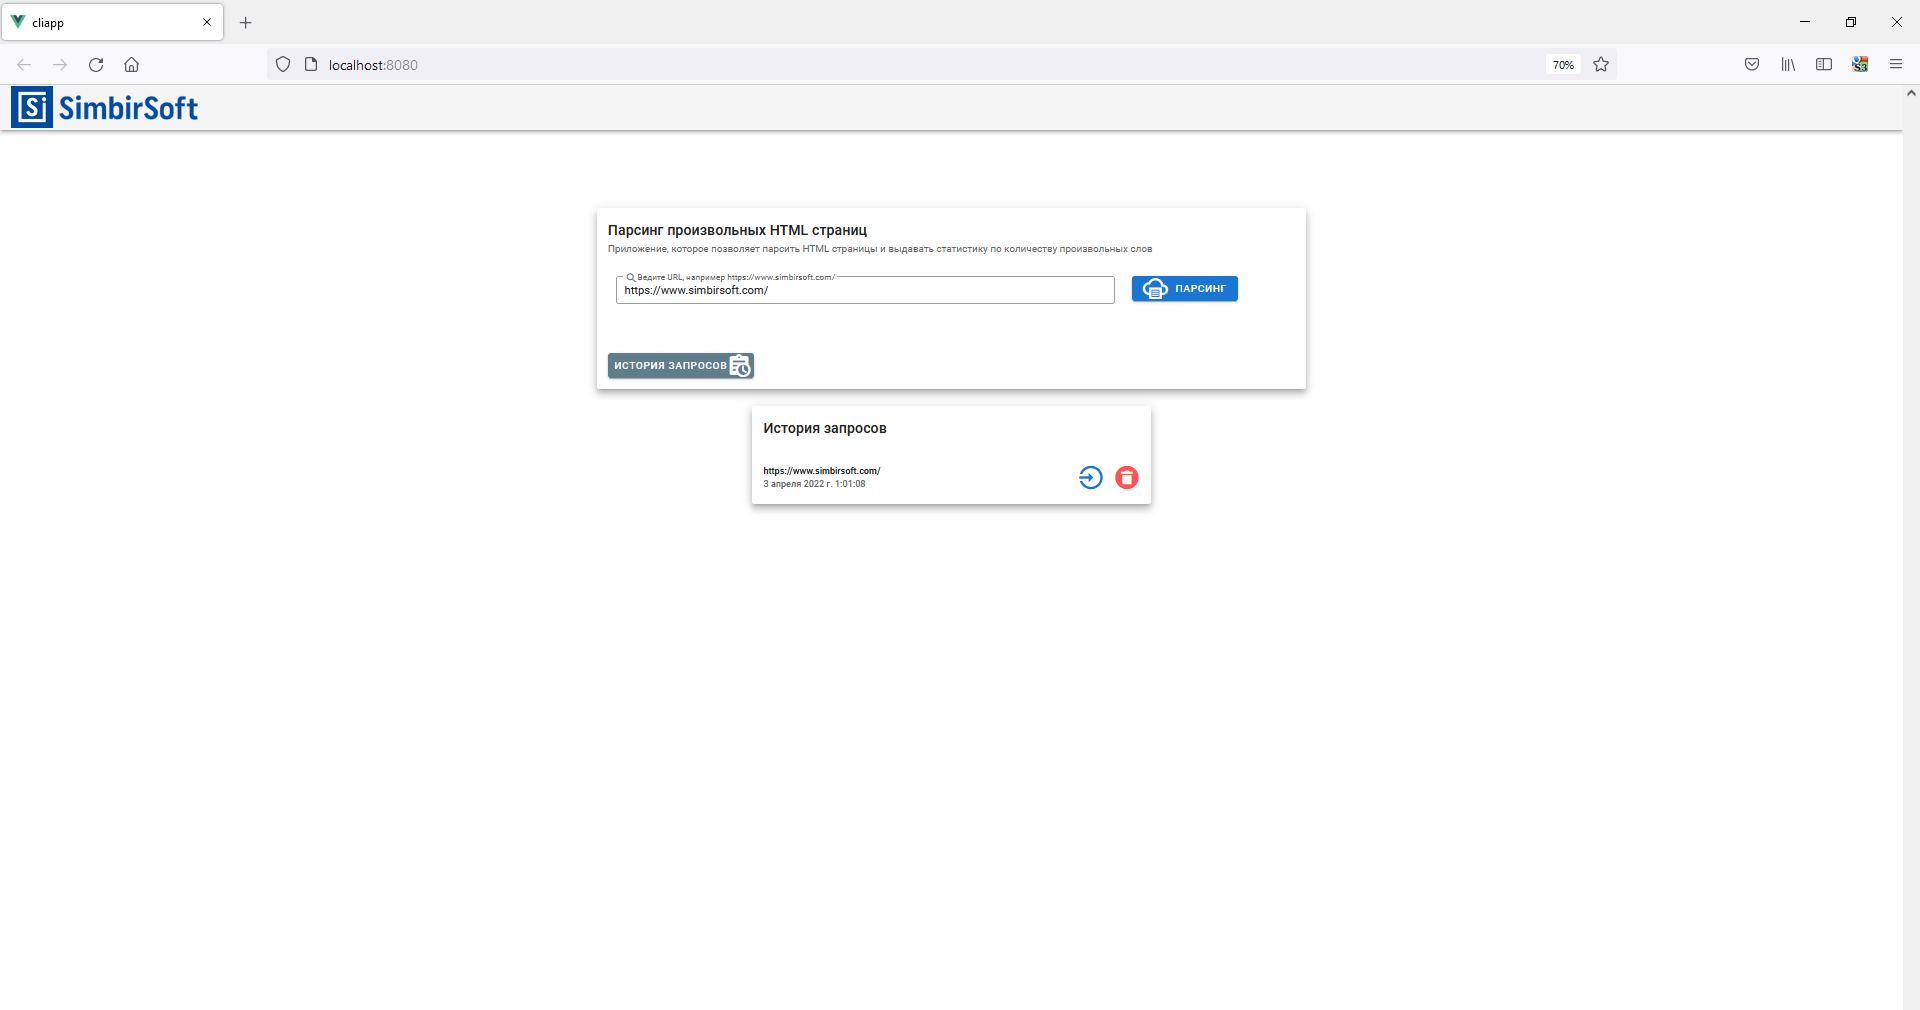 cliapp
localhost:8080
70%
Si SimbirSoft
Парсинг произвольных HTML страниц
Приложение, которое позволяет парсить HTML страницы и выдавать статистику по количеству произвольных слов
Ведите URL, например https://www.simbirsoft.com/
https://www.simbirsoft.com/
ПАРСИНГ
ИСТОРИЯ ЗАПРОСОВ
История запросов
https://www.simbirsoft.com/
3 апреля 2022 г. 1:01:08